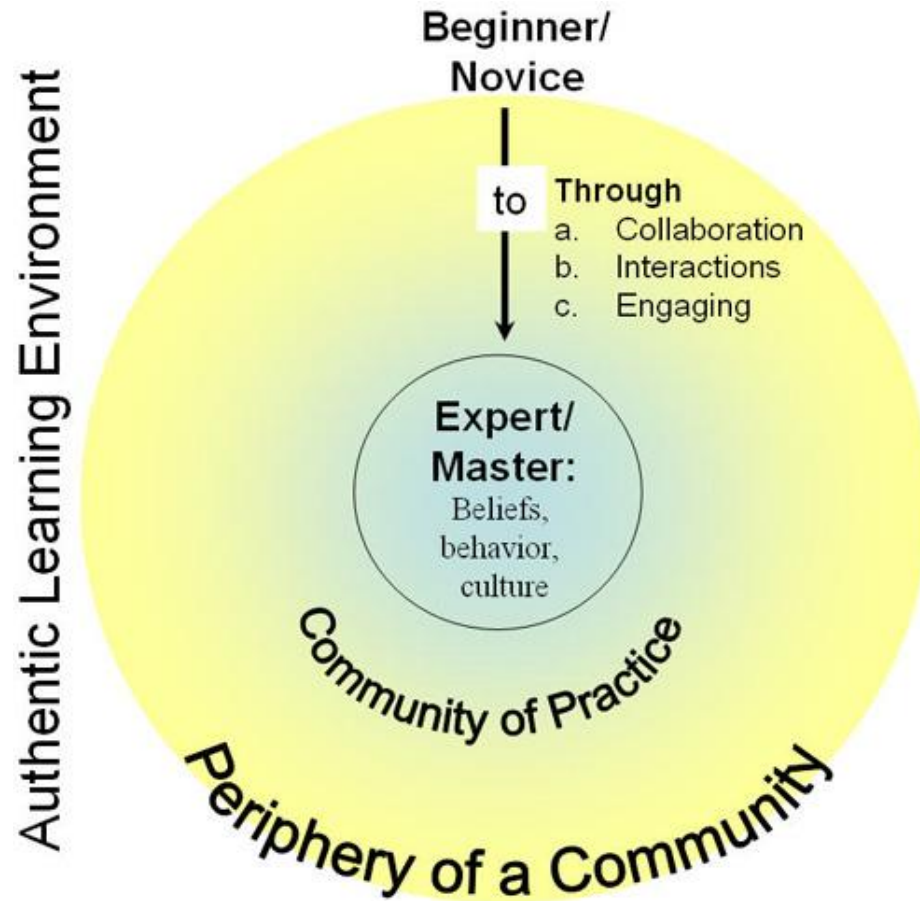 Beginner/
Novice
Authentic Learning Environment
to
Through
a. Collaboration
b. Interactions
c. Engaging
Expert/
Master:
Beliefs,
behavior,
culture
Community of Practice
Periphery of a Community